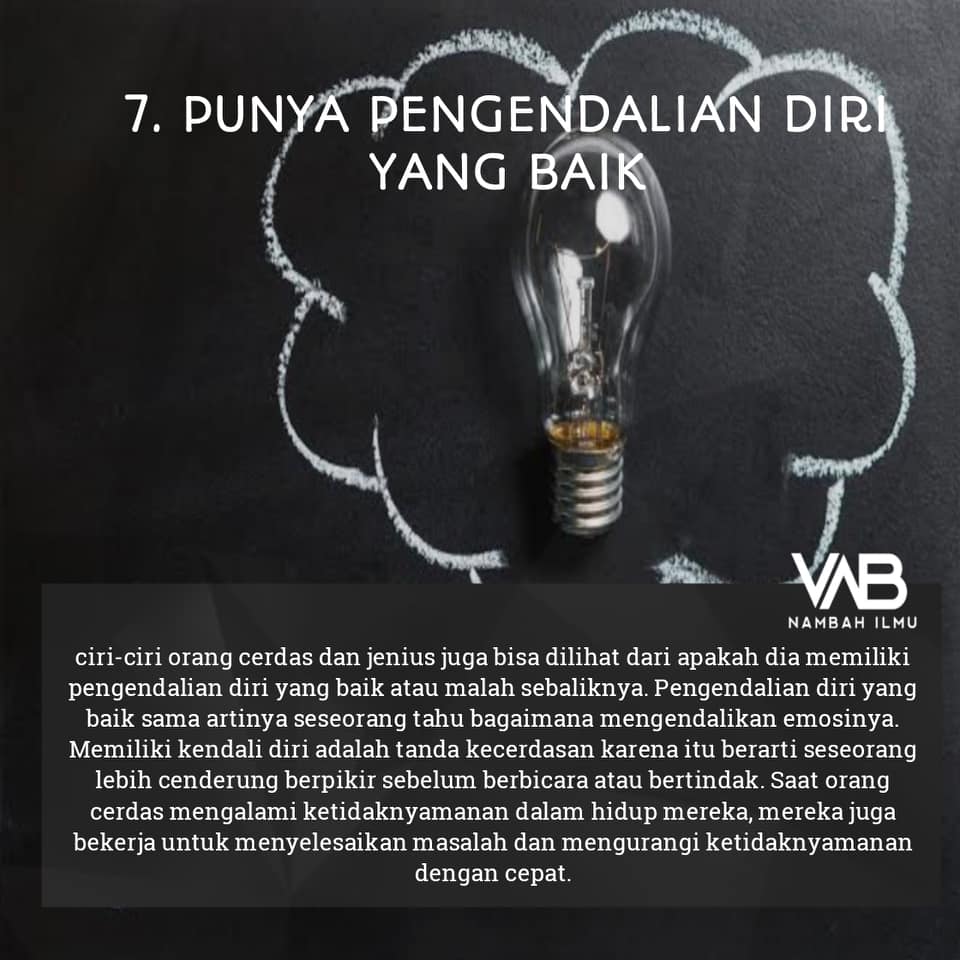 7. PUNYA PENGENDALIAN DIRI
YANG BAIK
VNB
NAMBAH ILMU
ciri-ciri orang cerdas dan jenius juga bisa dilihat dari apakah dia memiliki
pengendalian diri yang baik atau malah sebaliknya. Pengendalian diri yang
baik sama artinya seseorang tahu bagaimana mengendalikan emosinya.
Memiliki kendali diri adalah tanda kecerdasan karena itu berarti seseorang
lebih cenderung berpikir sebelum berbicara atau bertindak. Saat orang
cerdas mengalami ketidaknyamanan dalam hidup mereka, mereka juga
bekerja untuk menyelesaikan masalah dan mengurangi ketidaknyamanan
dengan cepat.